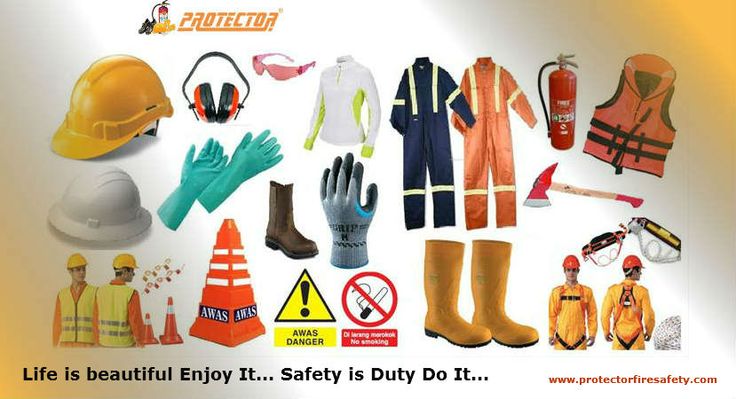 PROTECTOR®
FIRE
GRIP
AWAS
AWAS
AWAS
DANGER
Di larang merokok
No smoking
Life is beautiful Enjoy It... Safety is Duty Do It...
www.protectorfiresafety.com